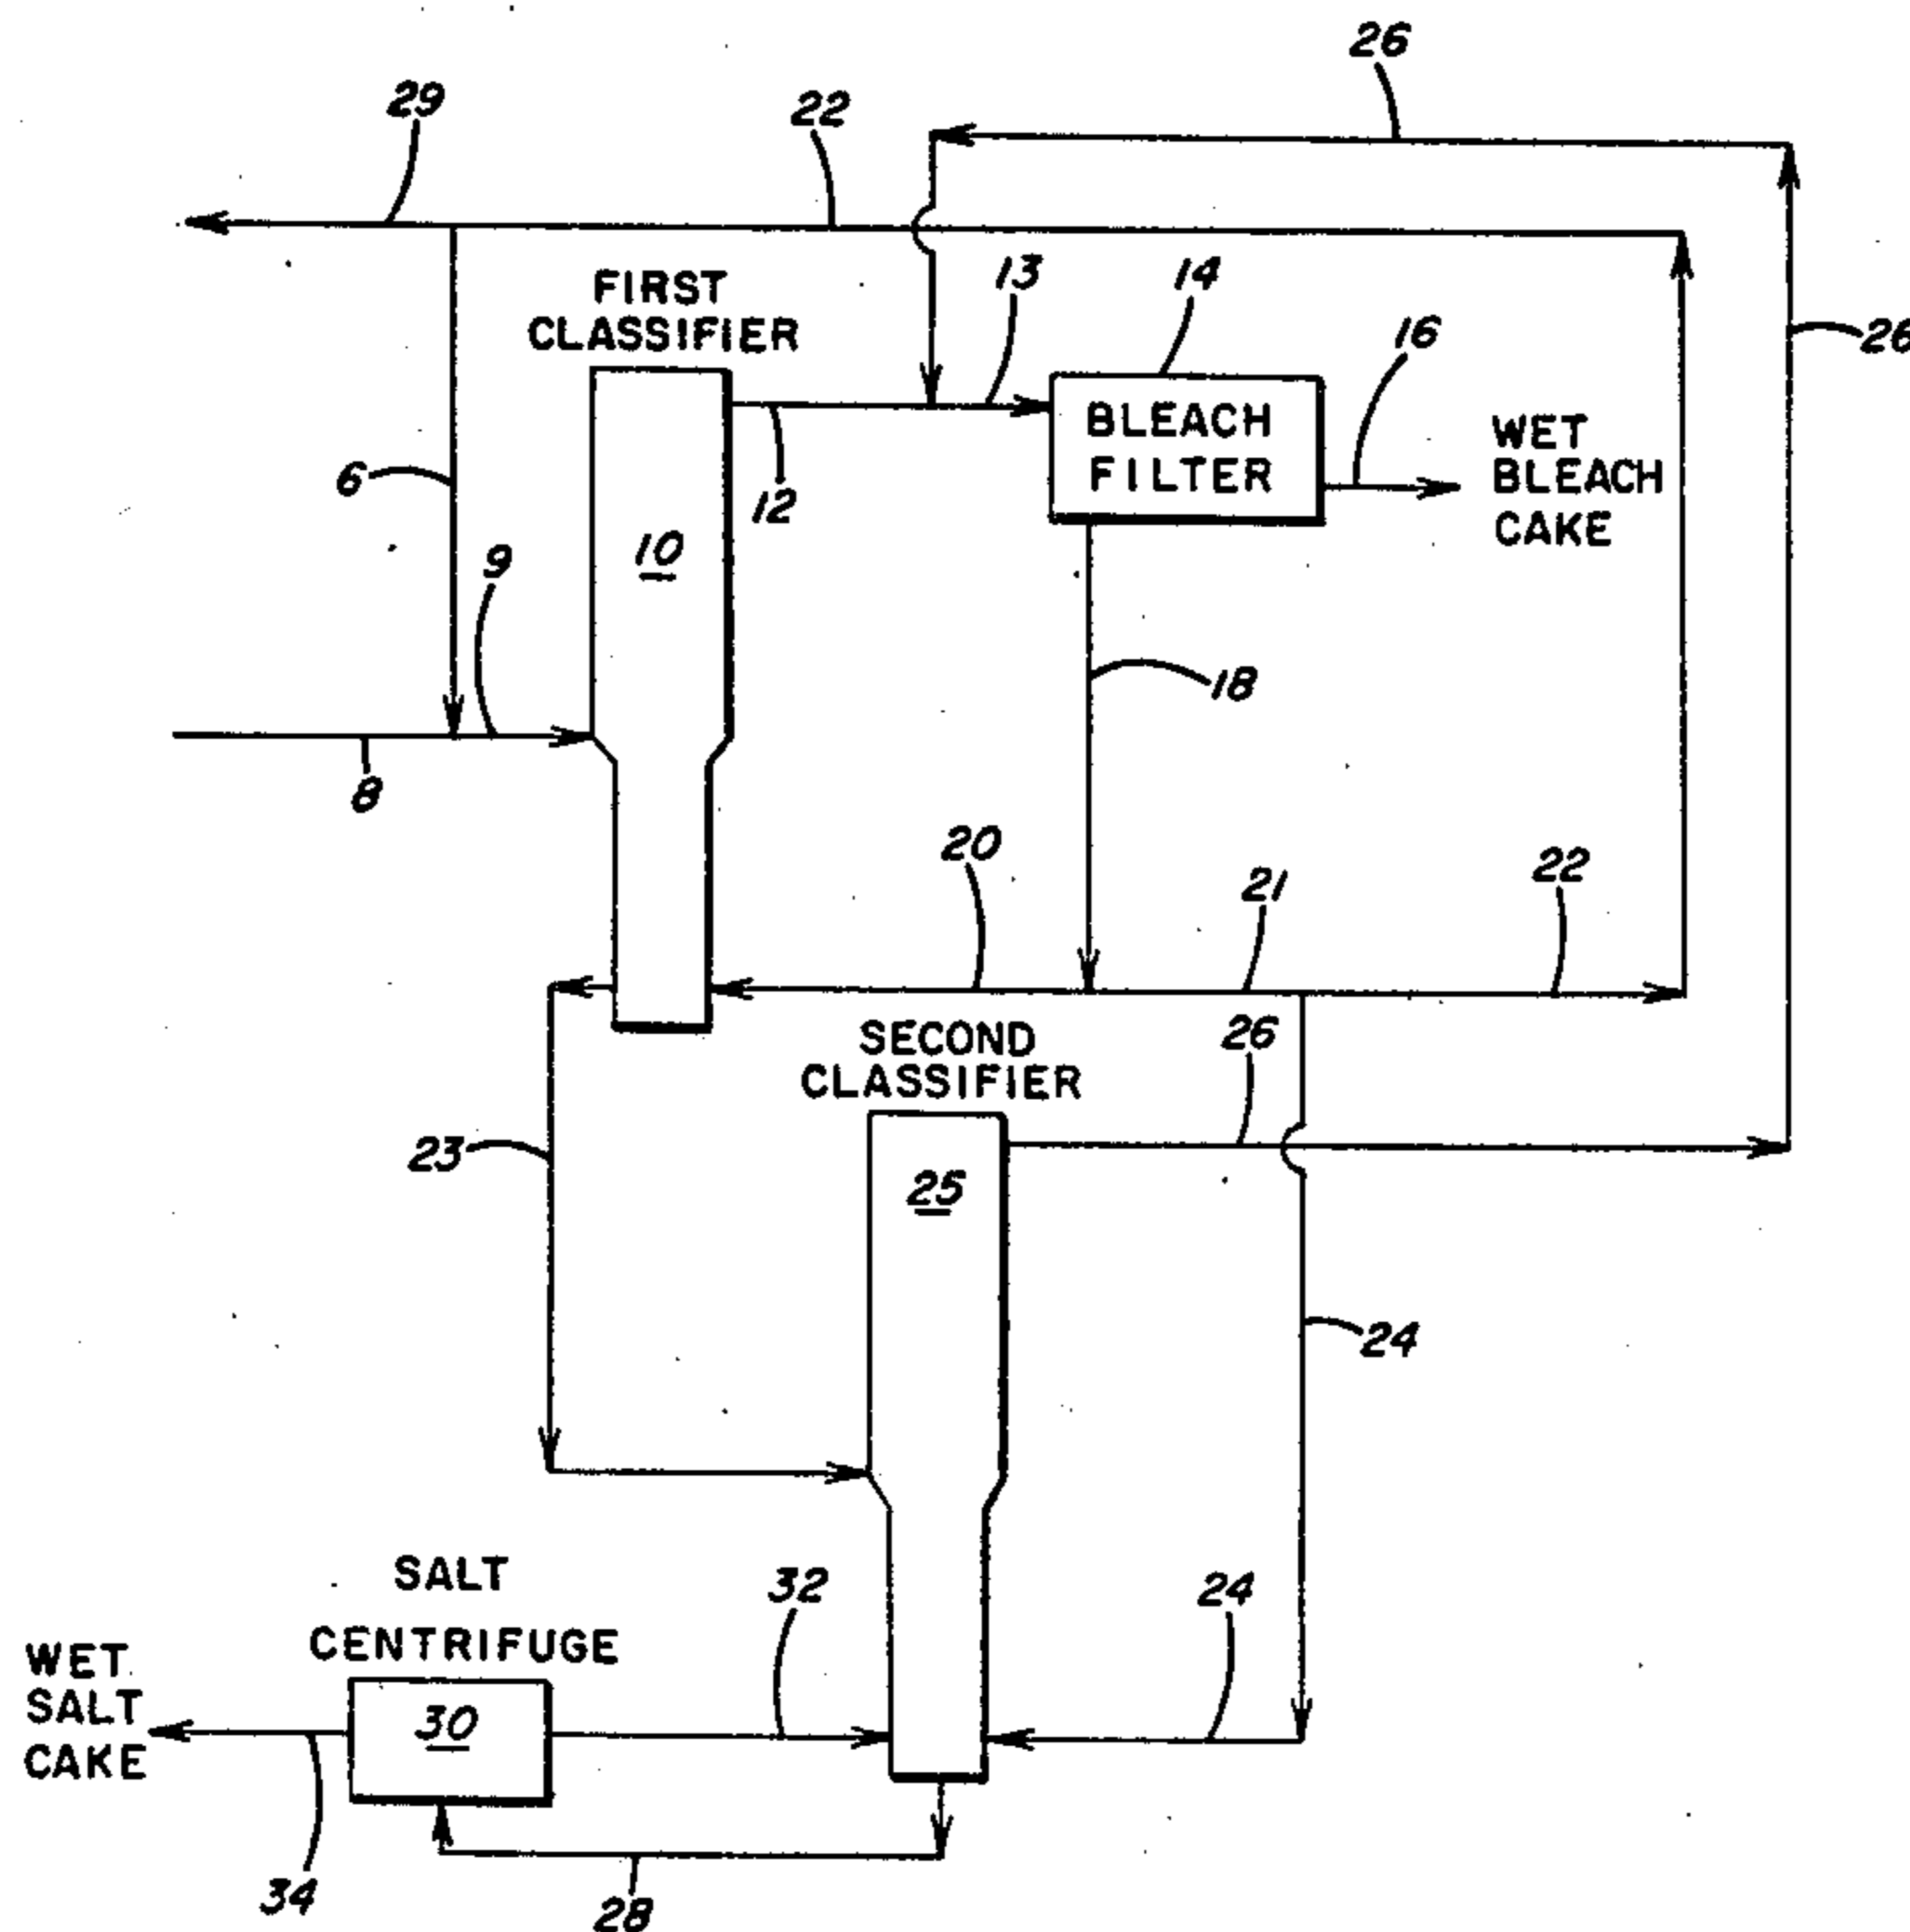 26
29
22
FIRST
CLASSIFIER
13
14
16
26
BLEACH
FILTER
WET
BLEACH
CAKE
6
12
10
9
18
8
20
21
22
SECOND
CLASSIFIER
26
23
25
24
SALT
CENTRIFUGE
32
24
WET
SALT
CAKE
30
34
28